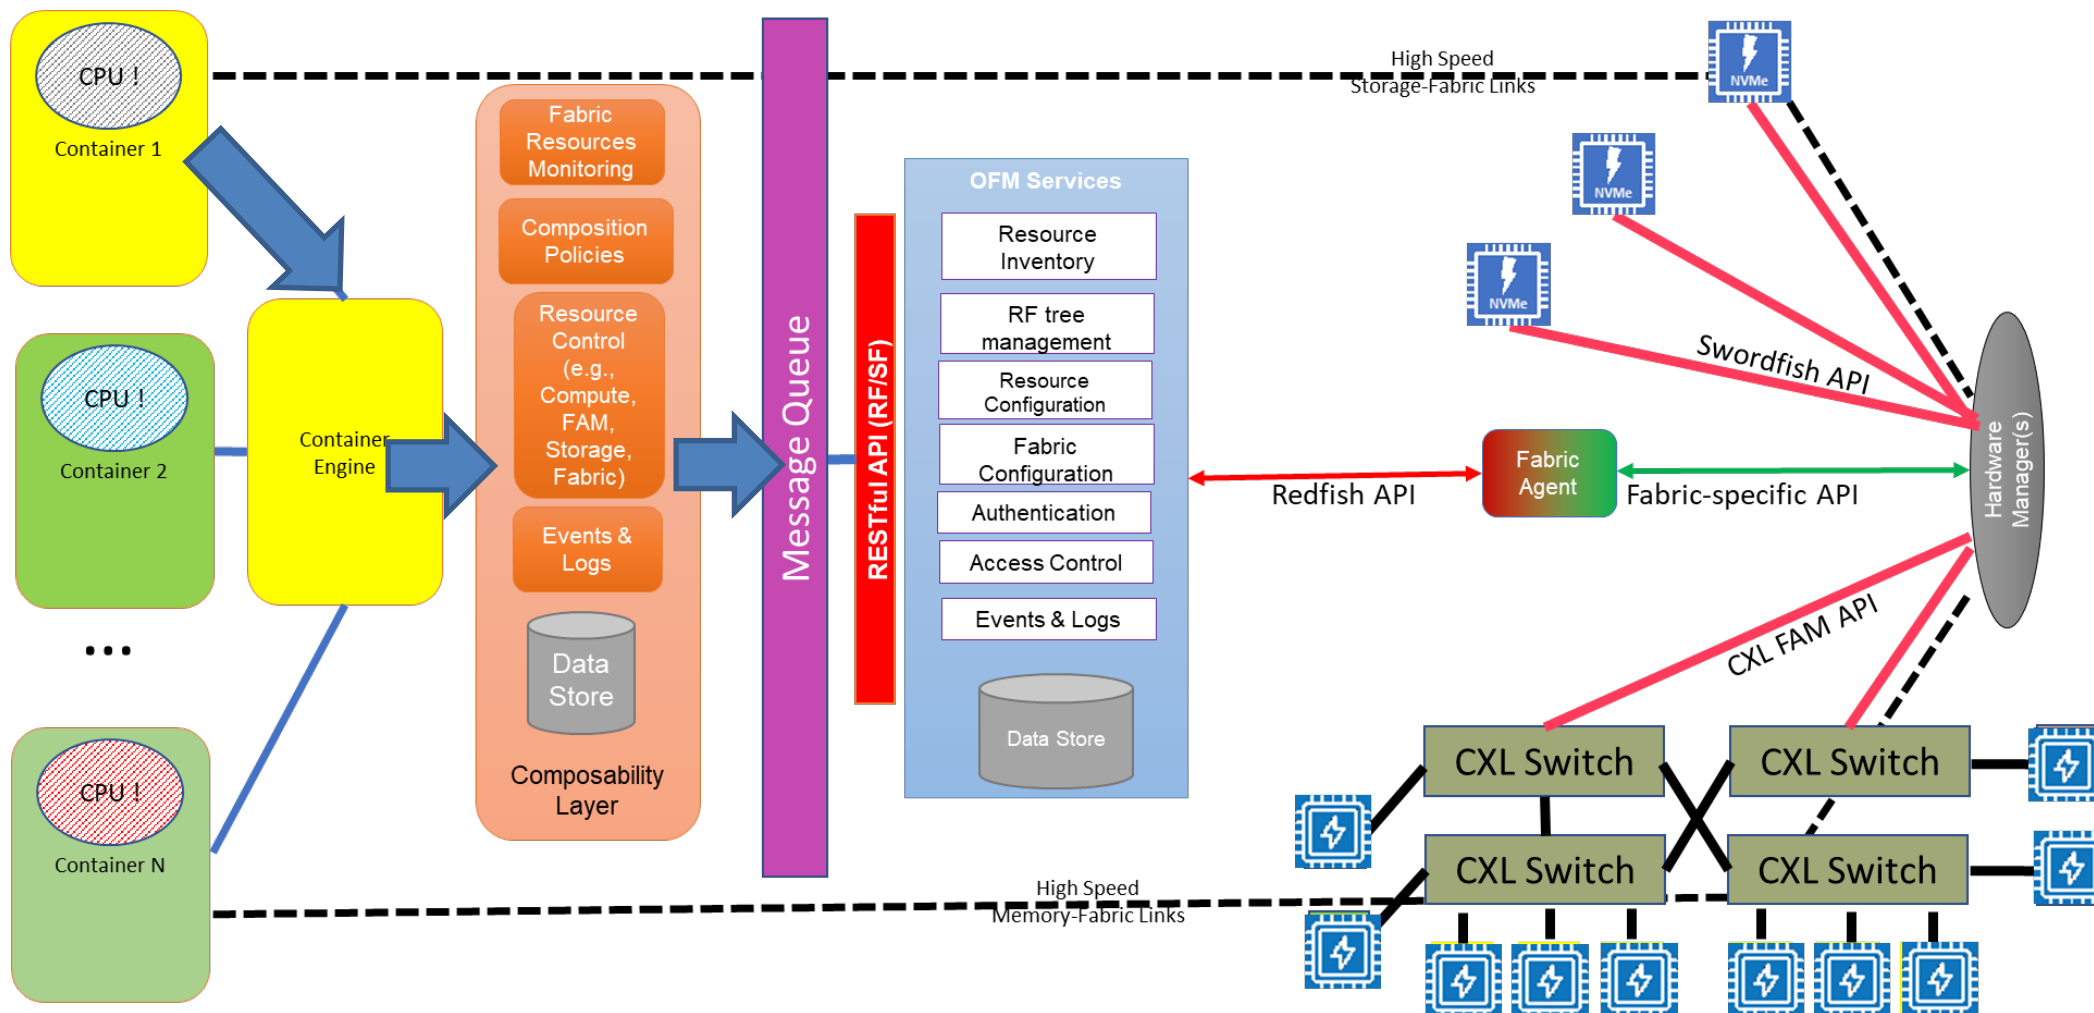 CPU !
Container 1
CPU !
Container 2
...
CPU !
Container N
Container
Engine
Fabric
Resources
Monitoring
Composition
Policies
Resource
Control
(e.g.,
Compute,
FAM,
Storage,
Fabric)
Events &
Logs
Data
Store
Composability
Layer
Message Queue
RESTful API (RF/SF)
OFM Services
Resource
Inventory
RF tree
management
Resource
Configuration
Fabric
Configuration
Authentication
Access Control
Events & Logs
Data Store
High Speed
Storage-Fabric Links
NVMe
NVMe
NVMe
Swordfish API
Redfish API
Fabric
Agent
Fabric-specific API
Hardware
Manager(s)
CXL FAM API
CXL Switch
CXL Switch
CXL Switch
CXL Switch
High Speed
Memory-Fabric Links